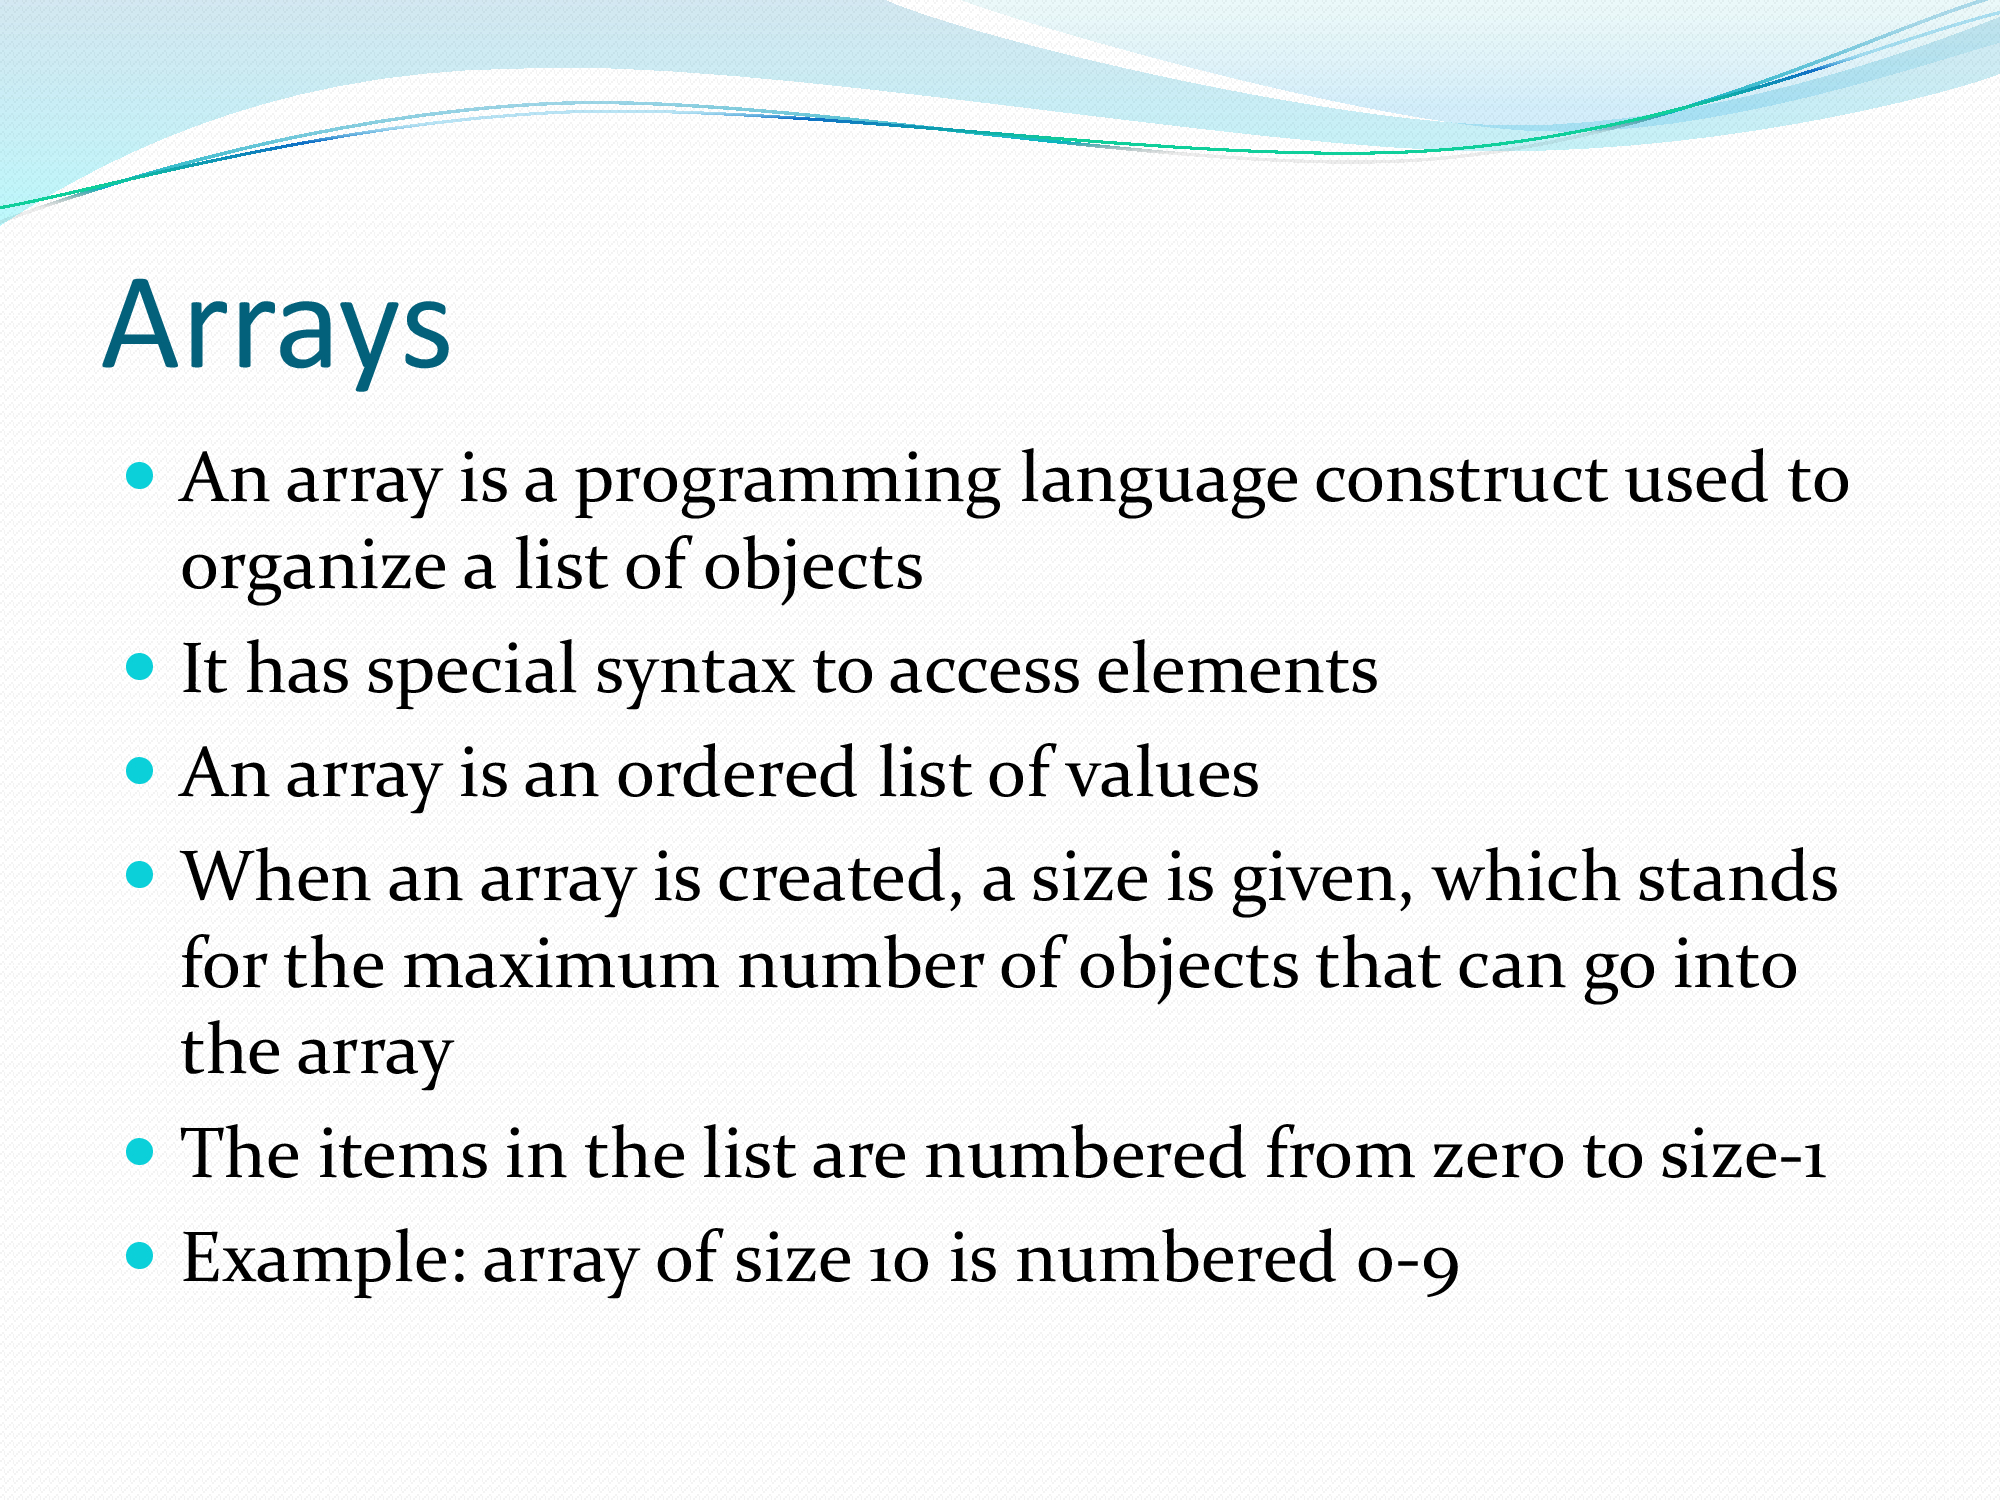 Arrays
• An array is a programming language construct used to
organize a list of objects
• It has special syntax to access elements
• An array is an ordered list of values
• When an array is created, a size is given, which stands
for the maximum number of objects that can go into
the array
• The items in the list are numbered from zero to size-1
• Example: array of size 10 is numbered 0-9